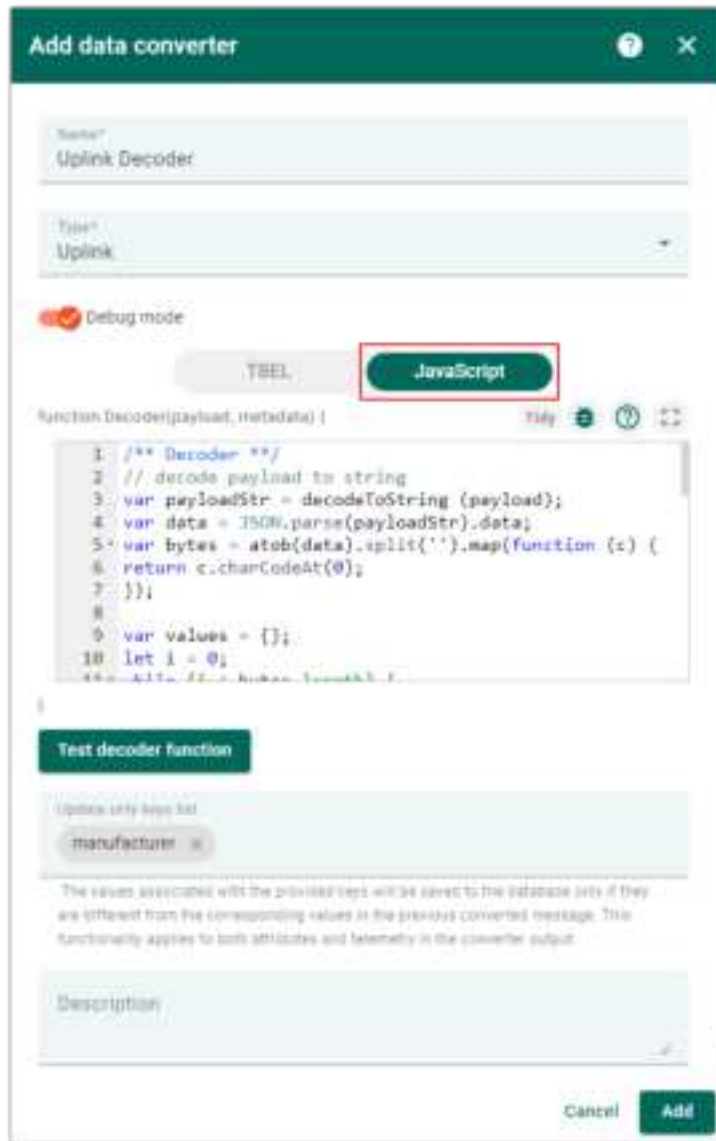 Add data converter
Name*
Uplink Decoder
Type*
Uplink
Debug mode
TBEL
JavaScript
function Decoder(payload, metadata) {
Tidy
1 /** Decoder **/
2 // decode payload to string
3 var payloadStr = decodeToString (payload);
4 var data = JSON.parse(payloadStr).data;
5 var bytes = atob(data).split('').map(function (c) {
6 return c.charCodeAt(0);
7 });
8
9 var values = {};
10 let i = 0;
11 while (i < bytes.length) {
}
Test decoder function
Update only keys list
manufacturer ×
The values associated with the provided keys will be saved to the database only if they
are different from the corresponding values in the previous converted message. This
functionality applies to both attributes and telemetry in the converter output.
Description
Cancel
Add